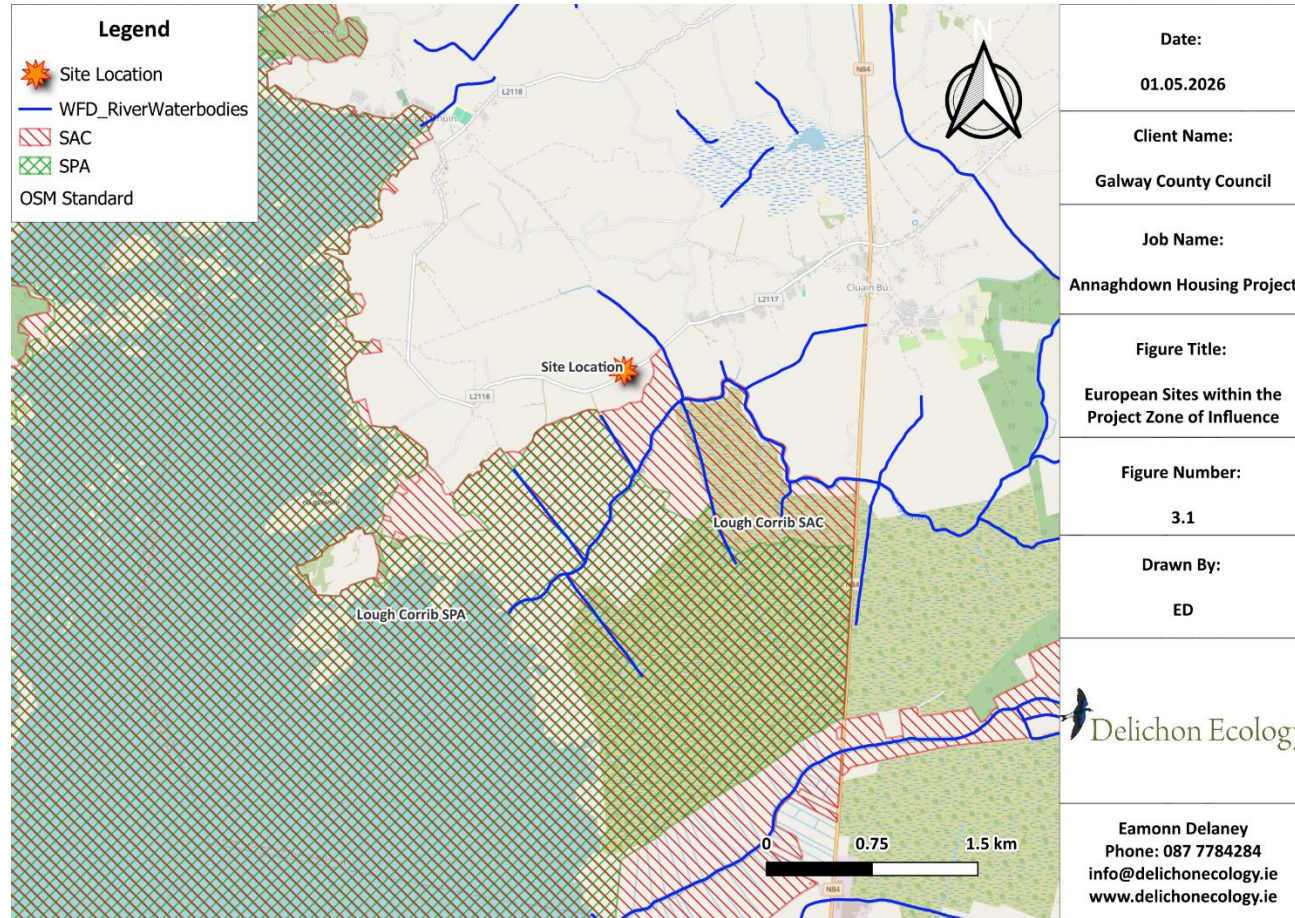 Legend
Site Location
WFD_RiverWaterbodies
SAC
SPA
OSM Standard
N
N84
L2118
L2117
Cluain Bú
Site Location
L2118
Lough Corrib SAC
N84
Lough Corrib SPA
0 0.75 1.5 km
N84
Date:
01.05.2026
Client Name:
Galway County Council
Job Name:
Annaghdown Housing Project
Figure Title:
European Sites within the
Project Zone of Influence
Figure Number:
3.1
Drawn By:
ED
Delichon Ecology
Eamonn Delaney
Phone: 087 7784284
info@delichonecology.ie
www.delichonecology.ie